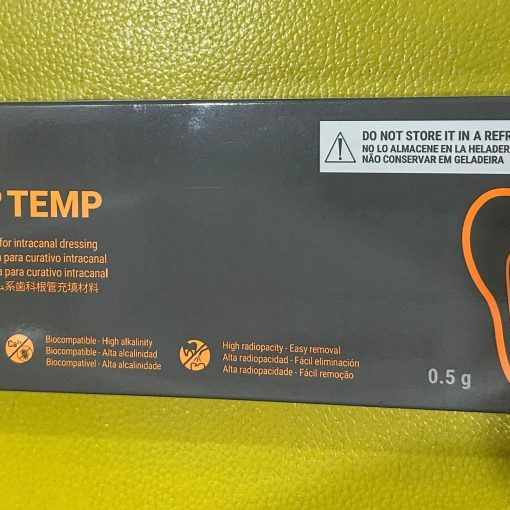 DO NOT STORE IT IN A REFR
NO LO ALMACENE EN LA HELADER
NÃO CONSERVAR EM GELADEIRA
TEMP
for intracanal dressing
a para curativo intracanal
a para curativo intracanal
ム系歯科根管充填材料
Ca²⁺
Biocompatible - High alkalinity
Biocompatible - Alta alcalinidad
Biocompatível - Alta alcalinidade
High radiopacity - Easy removal
Alta radiopacidad - Fácil eliminación
Alta radiopacidade - Fácil remoção
0.5 g